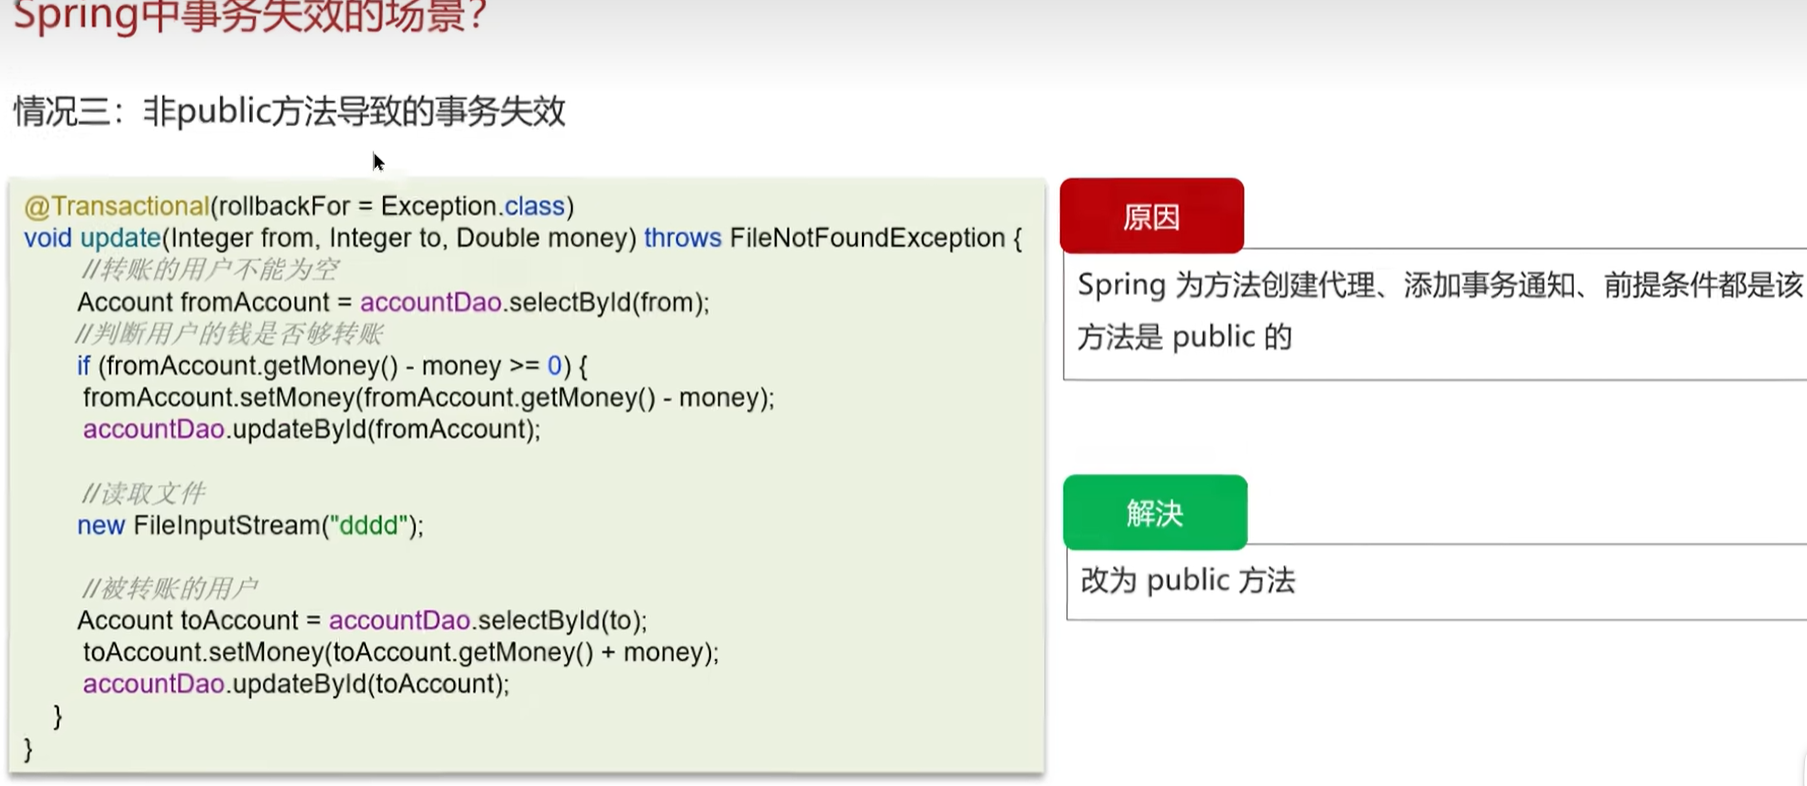 Spring中事务失效的场景?
情况三：非public方法导致的事务失效
@Transactional(rollbackFor = Exception.class)
void update(Integer from, Integer to, Double money) throws FileNotFoundException {
//转账的用户不能为空
Account fromAccount = accountDao.selectById(from);
//判断用户的钱是否够转账
if (fromAccount.getMoney() - money >= 0) {
fromAccount.setMoney(fromAccount.getMoney() - money);
accountDao.updateById(fromAccount);
//读取文件
new FileInputStream("dddd");
//被转账的用户
Account toAccount = accountDao.selectById(to);
toAccount.setMoney(toAccount.getMoney() + money);
accountDao.updateById(toAccount);
}
}
原因
Spring 为方法创建代理、添加事务通知、前提条件都是该
方法是 public 的
解決
改为 public 方法